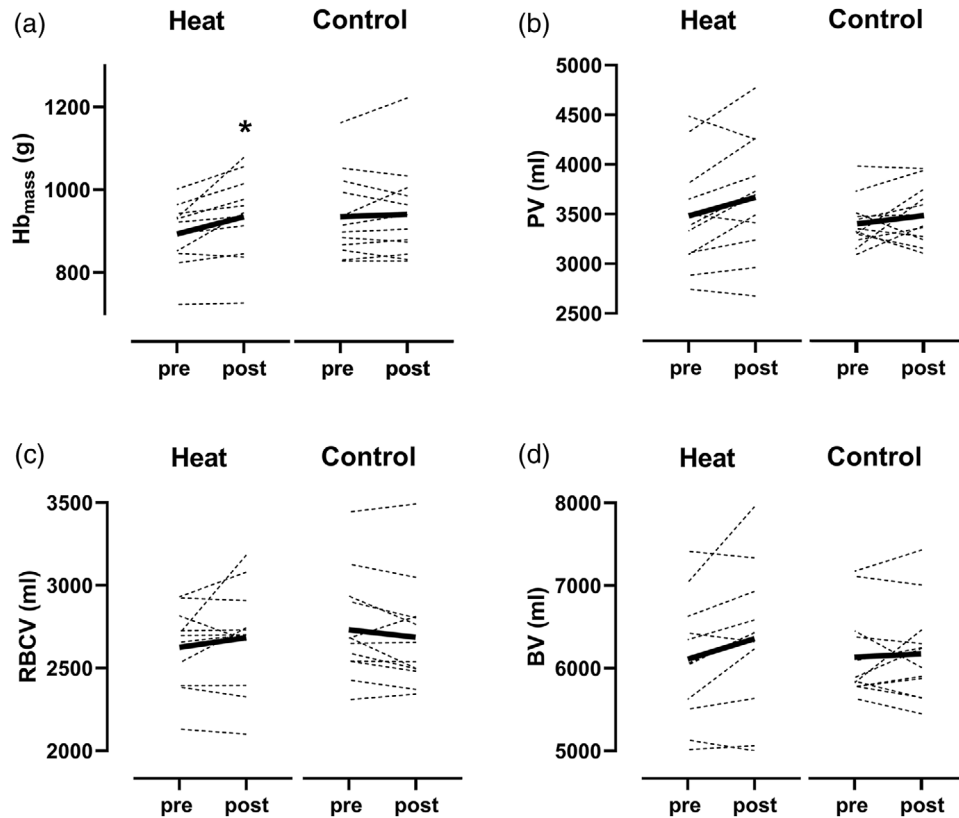 (a)
Heat Control
Hbmass (g)
1200
1000
800
*
pre post pre post
(b)
Heat Control
PV (ml)
5000
4500
4000
3500
3000
2500
pre post pre post
(c)
Heat Control
RBCV (ml)
3500
3000
2500
2000
pre post pre post
(d)
Heat Control
BV (ml)
8000
7000
6000
5000
pre post pre post